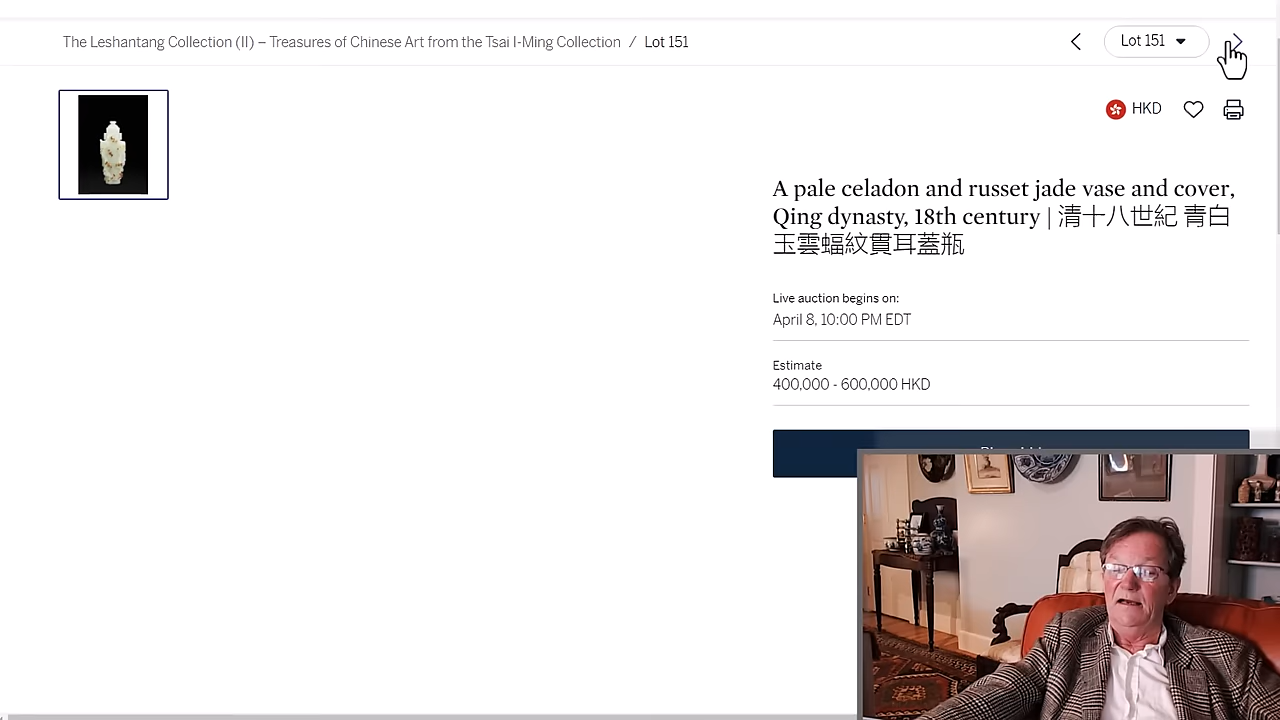 The Leshantang Collection (II) – Treasures of Chinese Art from the Tsai I-Ming Collection / Lot 151
Lot 151
HKD
A pale celadon and russet jade vase and cover,
Qing dynasty, 18th century | 清十八世紀 青白
玉雲蝠紋貫耳蓋瓶
Live auction begins on:
April 8, 10:00 PM EDT
Estimate
400,000 - 600,000 HKD